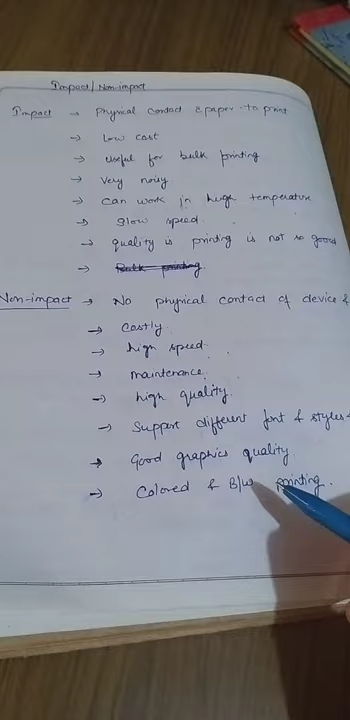 Impact / Non-impact
Impact → Physical contact & paper to print
→ Low cost
→ useful for bulk printing
→ Very noisy
→ can work in high temperature
→ Slow speed
→ quality is printing is not so good
→ Bulk printing
Non-impact → No physical contact of device &
→ Costly
→ high speed
→ maintenance
→ high quality
→ Support different font & styles
→ Good graphics quality
→ Colored & B/w printing.